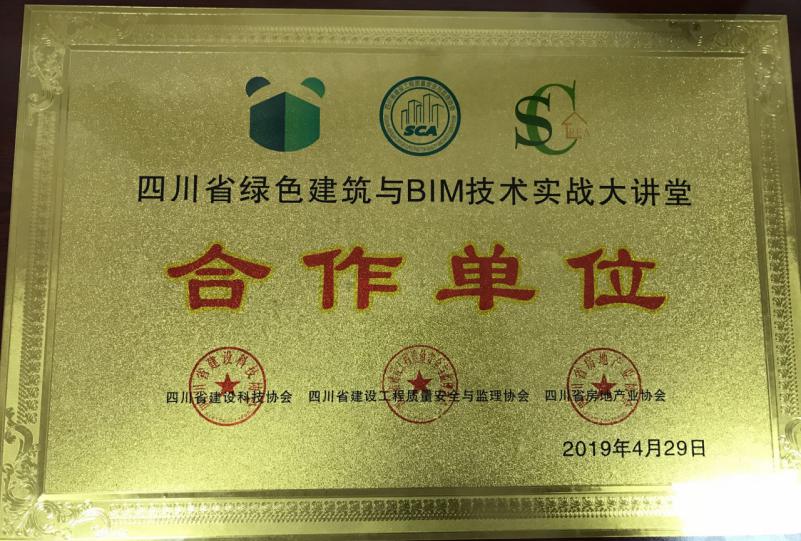 SCA
SC
四川省绿色建筑与BIM技术实战大讲堂
合作单位
四川省建设科技协会 四川省建设工程质量安全与监理协会 四川省房地产业协会
2019年4月29日